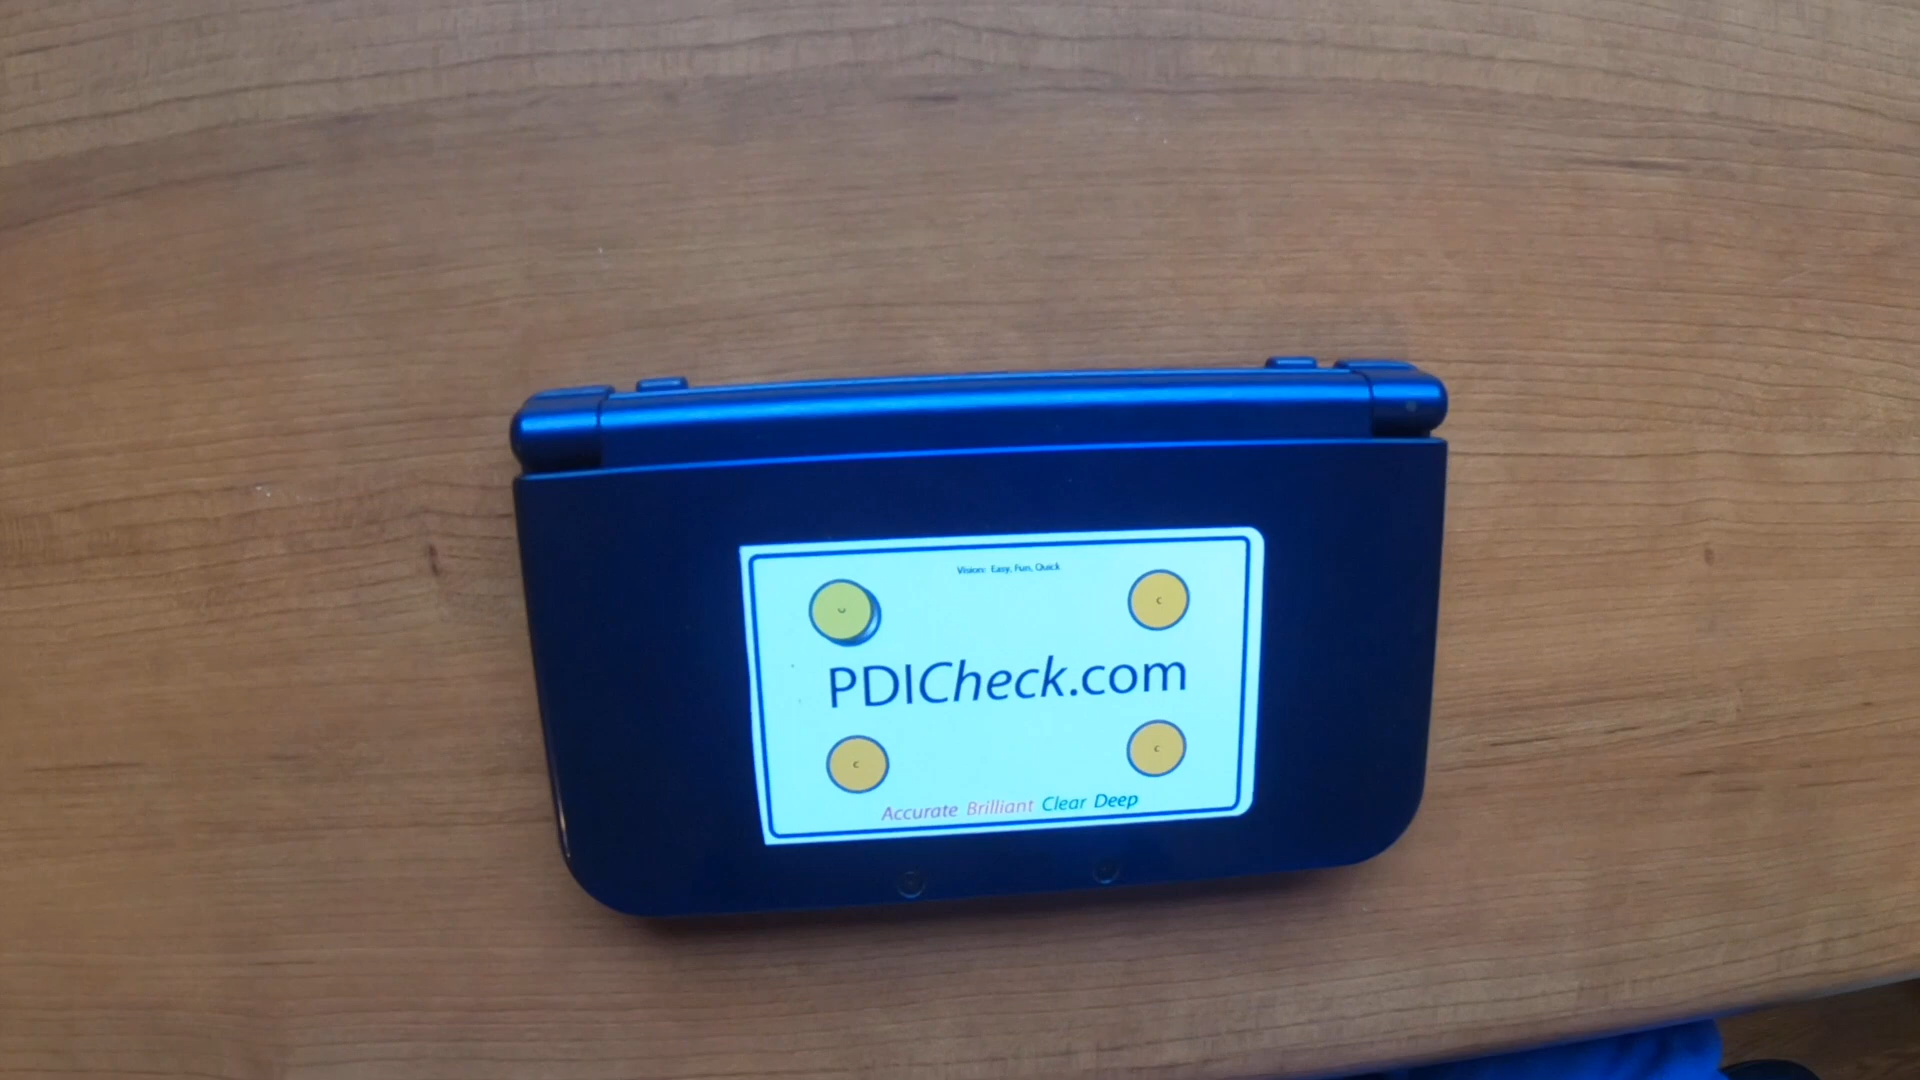 Vision: Easy, Fun, Quick
C
PDICheck.com
C C
Accurate Brilliant Clear Deep